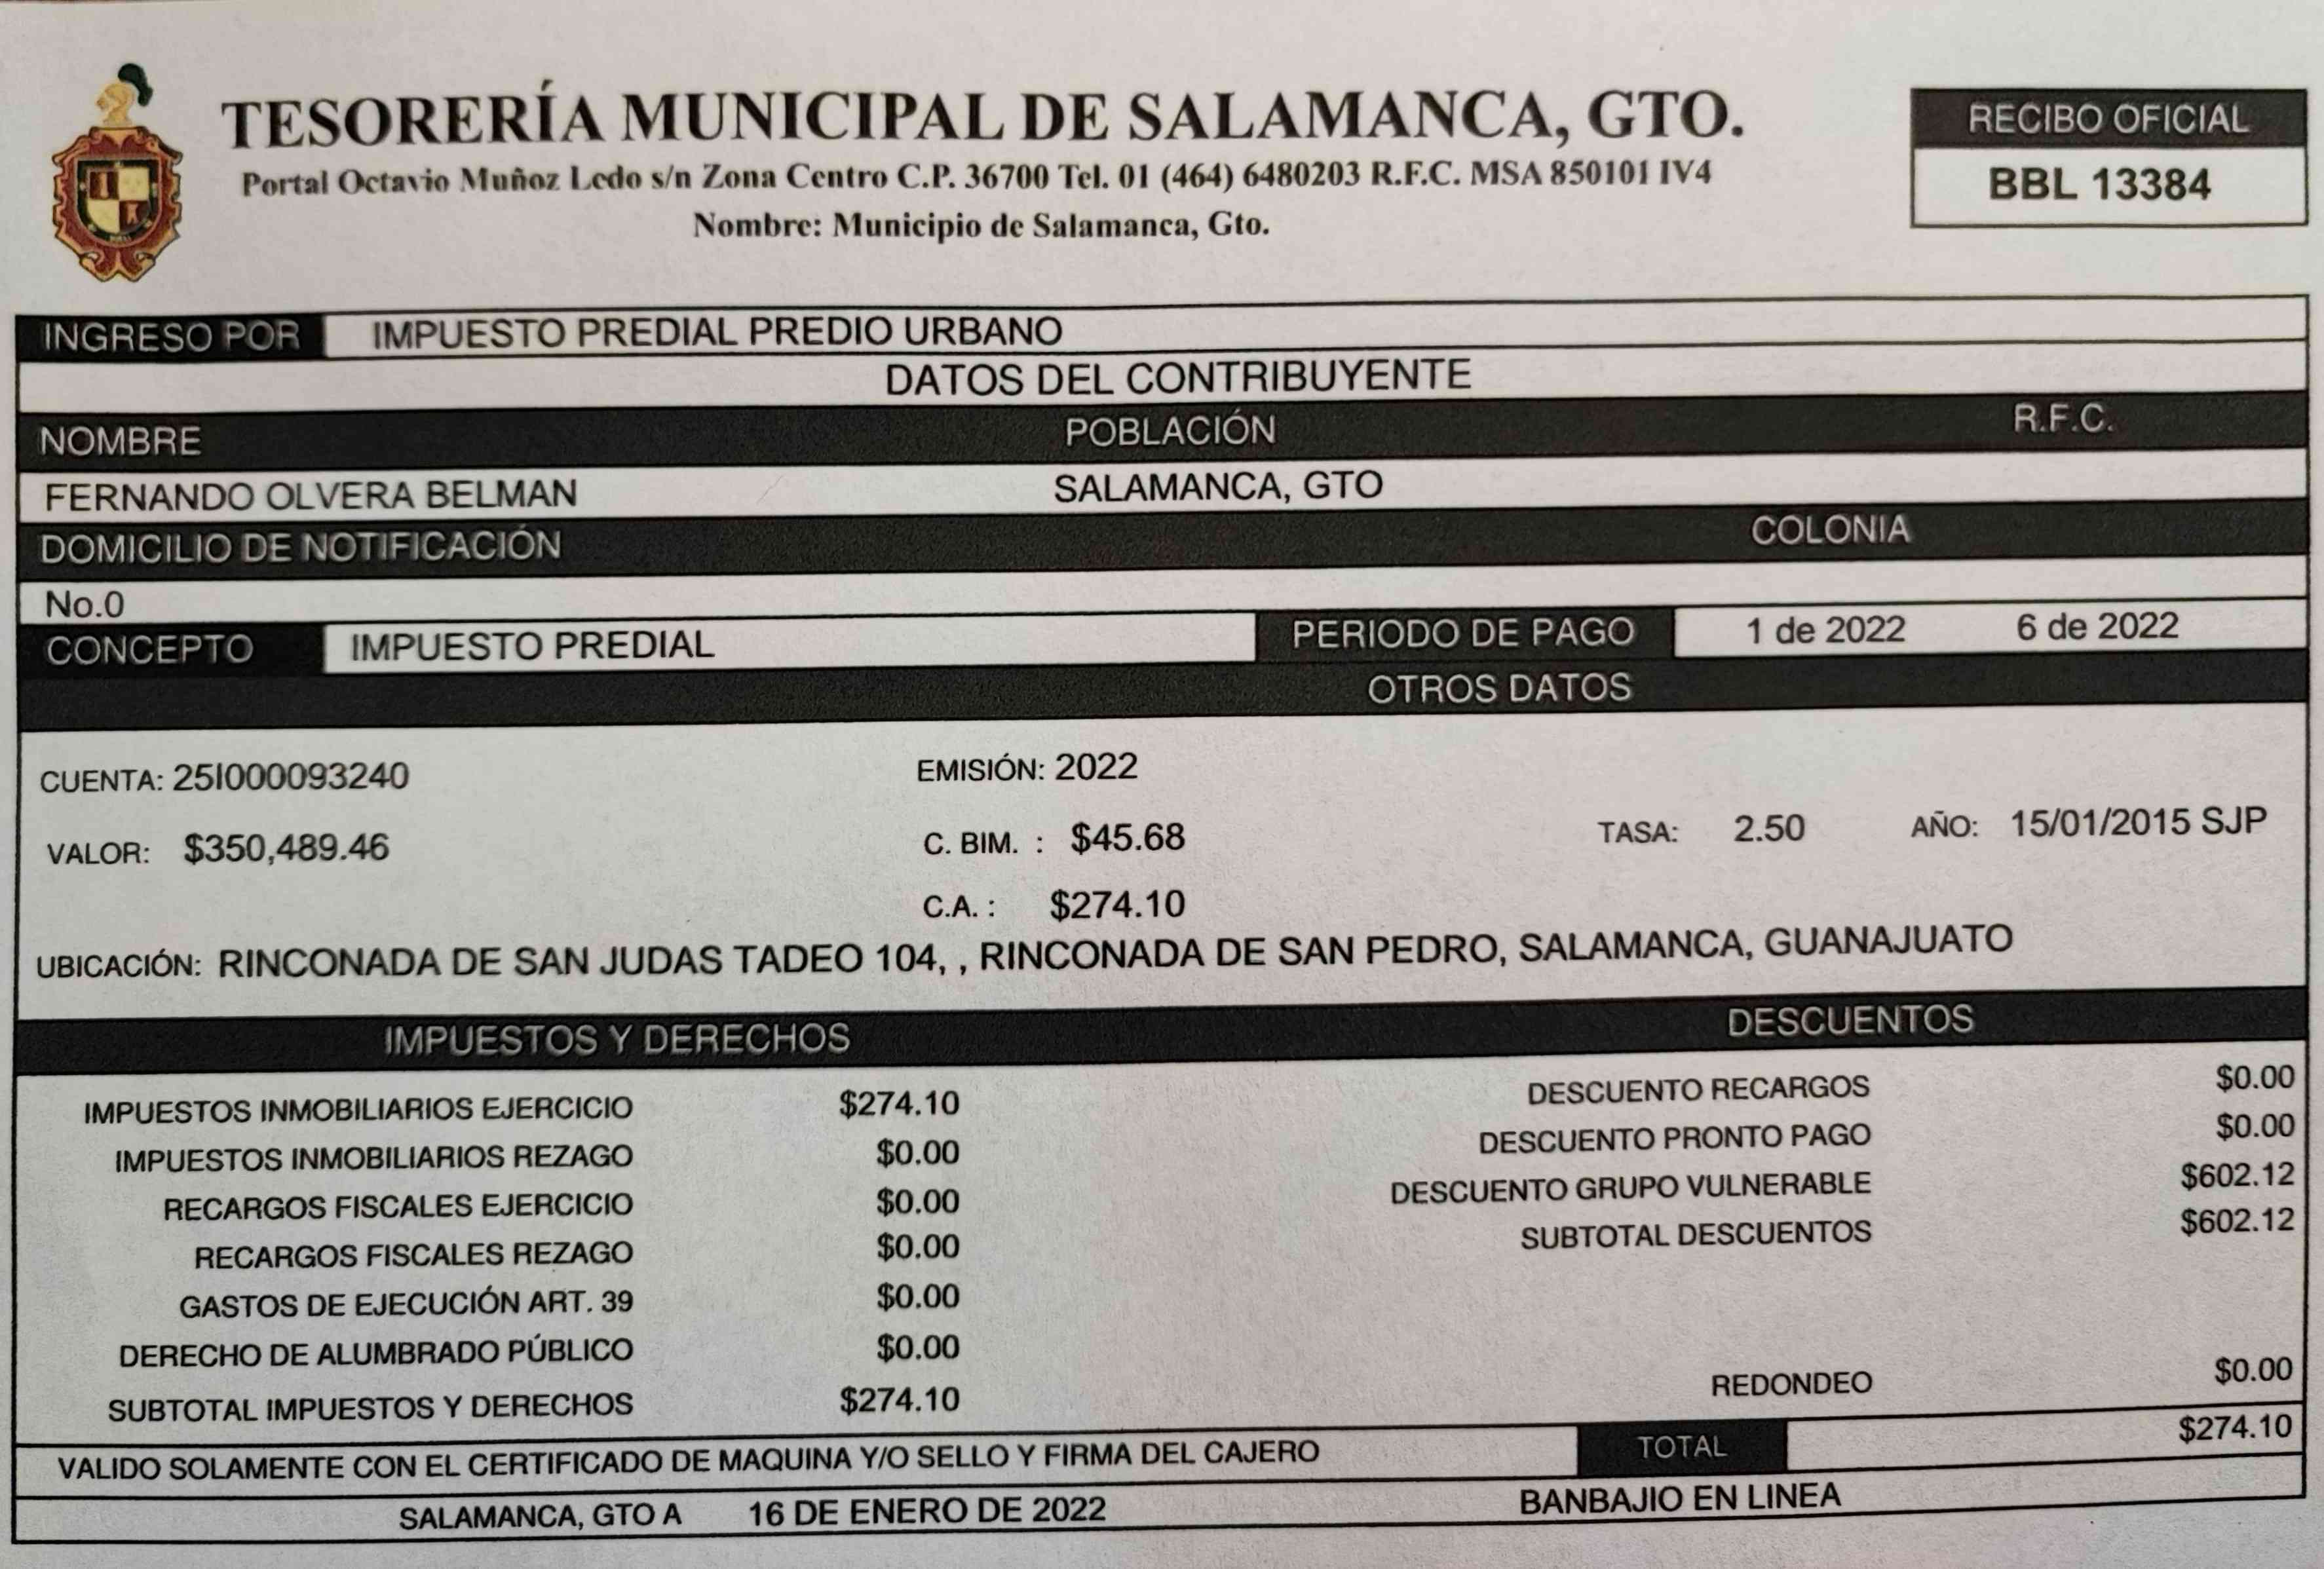 TESORERÍA MUNICIPAL DE SALAMANCA, GTO.
Portal Octavio Muñoz Ledo s/n Zona Centro C.P. 36700 Tel. 01 (464) 6480203 R.F.C. MSA 850101 IV4
Nombre: Municipio de Salamanca, Gto.
RECIBO OFICIAL
BBL 13384
INGRESO POR IMPUESTO PREDIAL PREDIO URBANO
DATOS DEL CONTRIBUYENTE
NOMBRE POBLACIÓN R.F.C.
FERNANDO OLVERA BELMAN SALAMANCA, GTO
DOMICILIO DE NOTIFICACIÓN COLONIA
No.0
CONCEPTO IMPUESTO PREDIAL PERIODO DE PAGO 1 de 2022 6 de 2022
OTROS DATOS
CUENTA: 25I000093240 EMISIÓN: 2022
VALOR: $350,489.46 C. BIM. : $45.68 TASA: 2.50 AÑO: 15/01/2015 SJP
C.A. : $274.10
UBICACIÓN: RINCONADA DE SAN JUDAS TADEO 104, , RINCONADA DE SAN PEDRO, SALAMANCA, GUANAJUATO
IMPUESTOS Y DERECHOS DESCUENTOS
IMPUESTOS INMOBILIARIOS EJERCICIO $274.10 DESCUENTO RECARGOS $0.00
IMPUESTOS INMOBILIARIOS REZAGO $0.00 DESCUENTO PRONTO PAGO $0.00
RECARGOS FISCALES EJERCICIO $0.00 DESCUENTO GRUPO VULNERABLE $602.12
RECARGOS FISCALES REZAGO $0.00 SUBTOTAL DESCUENTOS $602.12
GASTOS DE EJECUCIÓN ART. 39 $0.00
DERECHO DE ALUMBRADO PÚBLICO $0.00
SUBTOTAL IMPUESTOS Y DERECHOS $274.10 REDONDEO $0.00
VALIDO SOLAMENTE CON EL CERTIFICADO DE MAQUINA Y/O SELLO Y FIRMA DEL CAJERO TOTAL $274.10
SALAMANCA, GTO A 16 DE ENERO DE 2022 BANBAJIO EN LINEA